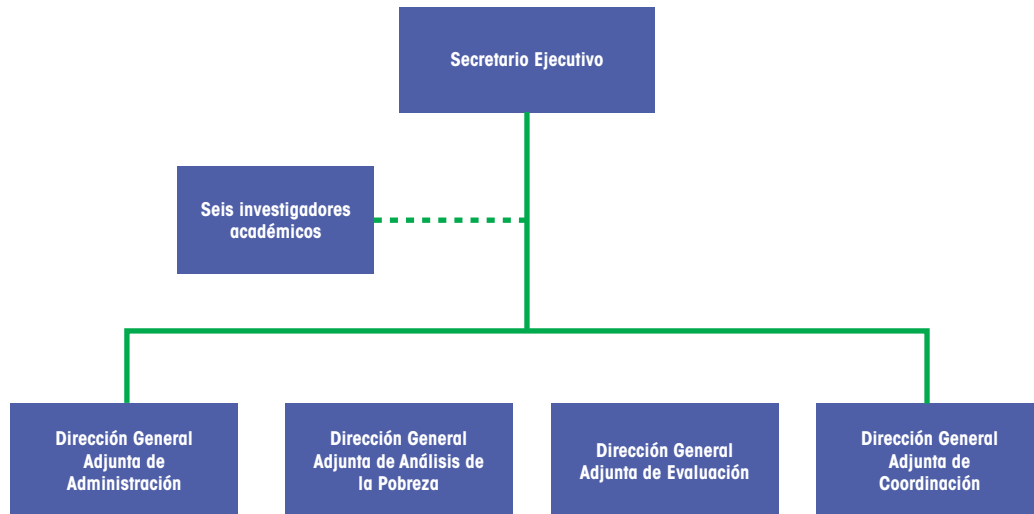 Secretario Ejecutivo
Seis investigadores
académicos
Dirección General
Adjunta de
Administración
Dirección General
Adjunta de Análisis de
la Pobreza
Dirección General
Adjunta de Evaluación
Dirección General
Adjunta de
Coordinación